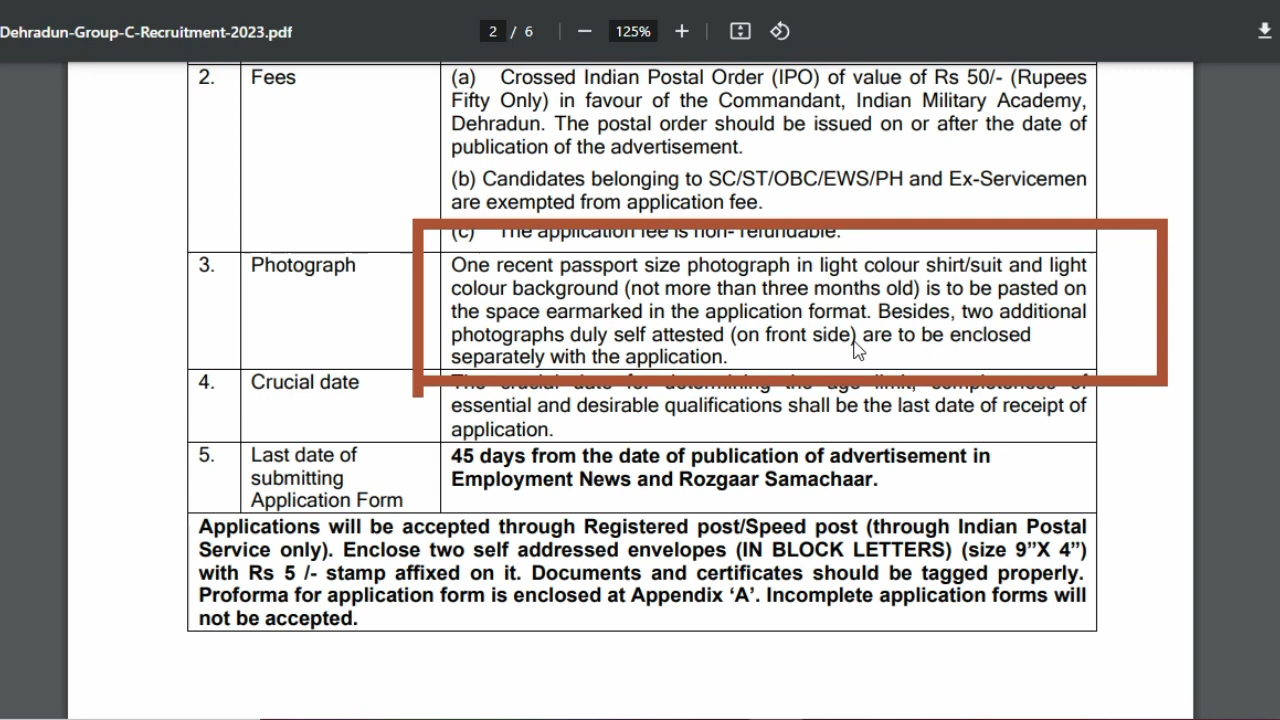 Dehradun-Group-C-Recruitment-2023.pdf
2 / 6
125%
2. Fees
(a) Crossed Indian Postal Order (IPO) of value of Rs 50/- (Rupees
Fifty Only) in favour of the Commandant, Indian Military Academy,
Dehradun. The postal order should be issued on or after the date of
publication of the advertisement.
(b) Candidates belonging to SC/ST/OBC/EWS/PH and Ex-Servicemen
are exempted from application fee.
(c) The application fee is non- refundable.
3. Photograph
One recent passport size photograph in light colour shirt/suit and light
colour background (not more than three months old) is to be pasted on
the space earmarked in the application format. Besides, two additional
photographs duly self attested (on front side) are to be enclosed
separately with the application.
4. Crucial date
The crucial date for determining the age limit, completeness of
essential and desirable qualifications shall be the last date of receipt of
application.
5. Last date of
submitting
Application Form
45 days from the date of publication of advertisement in
Employment News and Rozgaar Samachaar.
Applications will be accepted through Registered post/Speed post (through Indian Postal
Service only). Enclose two self addressed envelopes (IN BLOCK LETTERS) (size 9”X 4”)
with Rs 5 /- stamp affixed on it. Documents and certificates should be tagged properly.
Proforma for application form is enclosed at Appendix ‘A’. Incomplete application forms will
not be accepted.